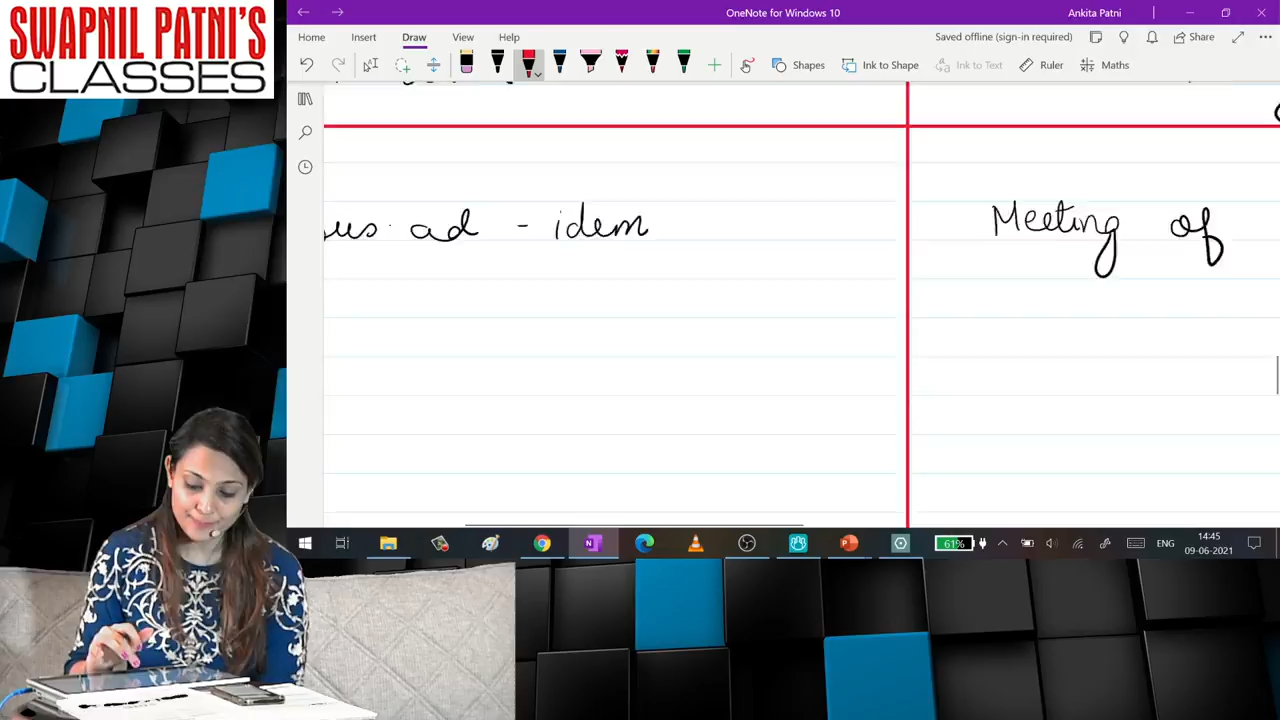 SWAPNIL PATNI'S
CLASSES
OneNote for Windows 10
Ankita Patni
Home Insert Draw View Help
Saved offline (sign-in required)
Share
Shapes
Ink to Shape
Ink to Text
Ruler
Maths
sus ad - idem
Meeting of
61%
ENG
14:45
09-06-2021